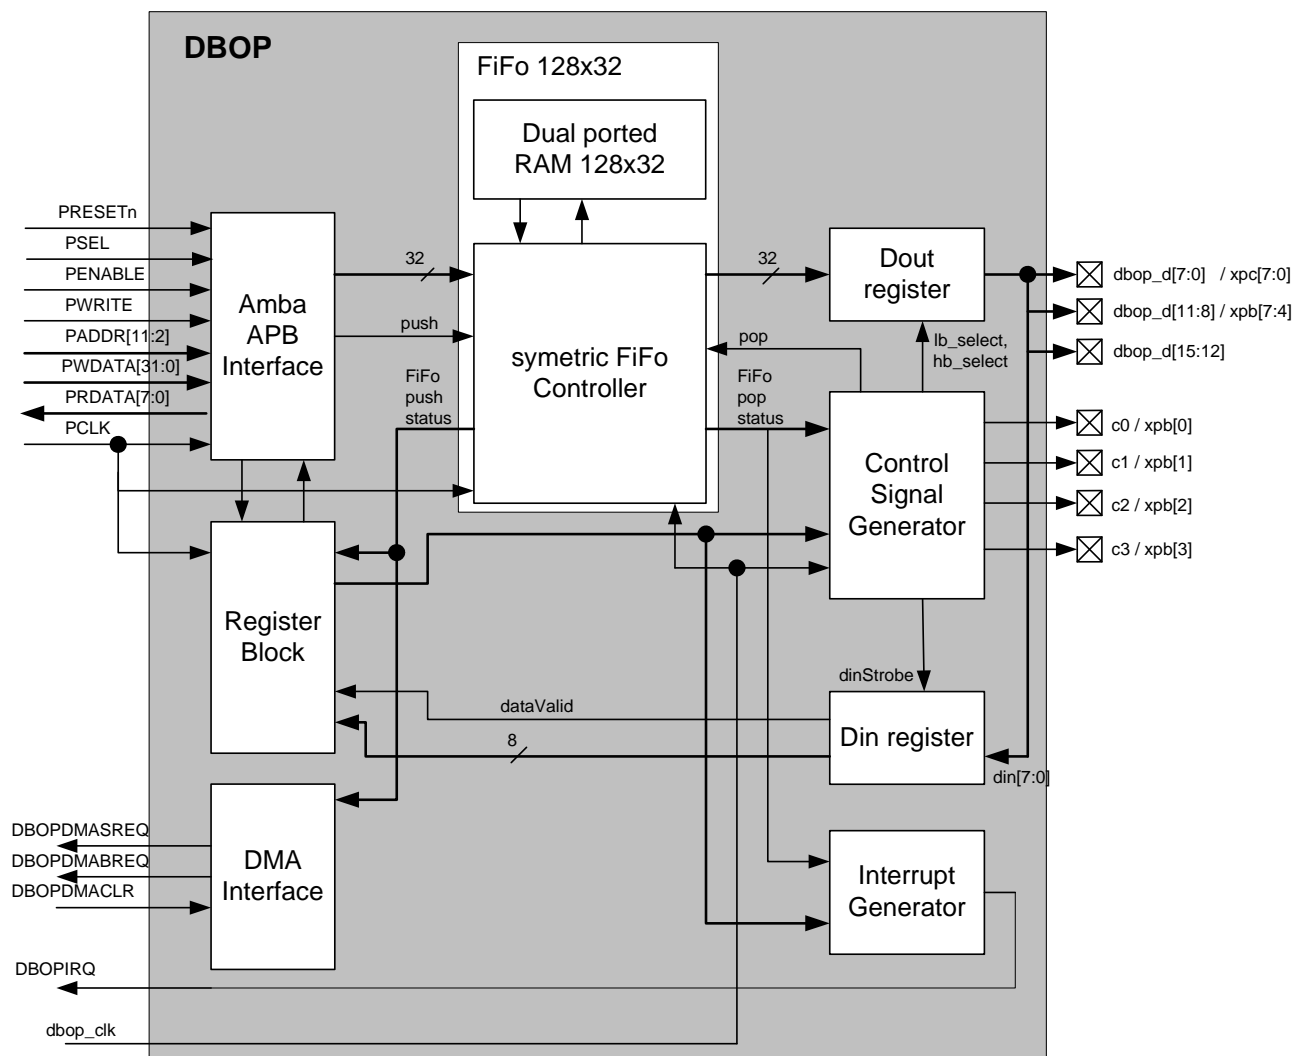 DBOP
FiFo 128x32
Dual ported
RAM 128x32
PRESETn
PSEL
PENABLE
PWRITE
PADDR[11:2]
PWDATA[31:0]
PRDATA[7:0]
PCLK
Amba
APB
Interface
32
push
FiFo
push
status
symetric FiFo
Controller
32
pop
FiFo
pop
status
Dout
register
lb_select,
hb_select
dbop_d[7:0] / xpc[7:0]
dbop_d[11:8] / xpb[7:4]
dbop_d[15:12]
Control
Signal
Generator
c0 / xpb[0]
c1 / xpb[1]
c2 / xpb[2]
c3 / xpb[3]
Register
Block
dinStrobe
dataValid
8
Din register
din[7:0]
DBOPDMASREQ
DBOPDMABREQ
DBOPDMACLR
DMA
Interface
Interrupt
Generator
DBOPIRQ
dbop_clk